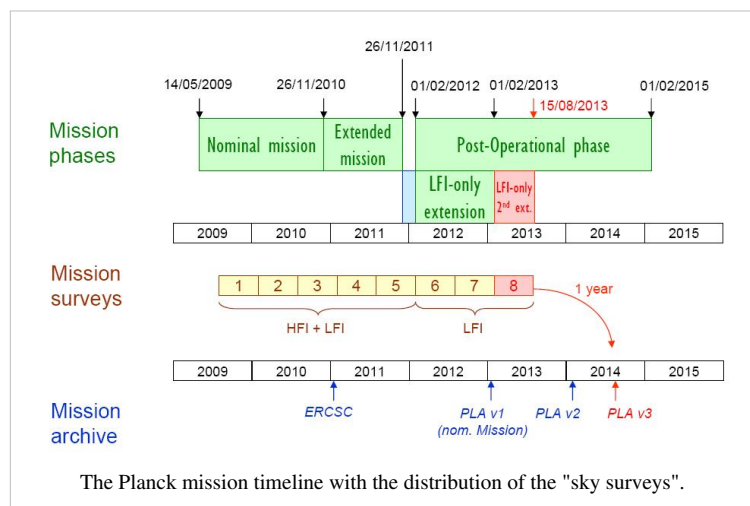 26/11/2011
14/05/2009 26/11/2010 01/02/2012 01/02/2013 01/02/2015
15/08/2013
Mission
phases
Nominal mission
Extended
mission
Post-Operational phase
LFI-only
extension
LFI-only
2nd ext.
2009 2010 2011 2012 2013 2014 2015
Mission
surveys
1 2 3 4 5 6 7 8
1 year
HFI + LFI LFI
2009 2010 2011 2012 2013 2014 2015
Mission
archive
ERCSC
PLA v1
(nom. Mission)
PLA v2
PLA v3
The Planck mission timeline with the distribution of the "sky surveys".